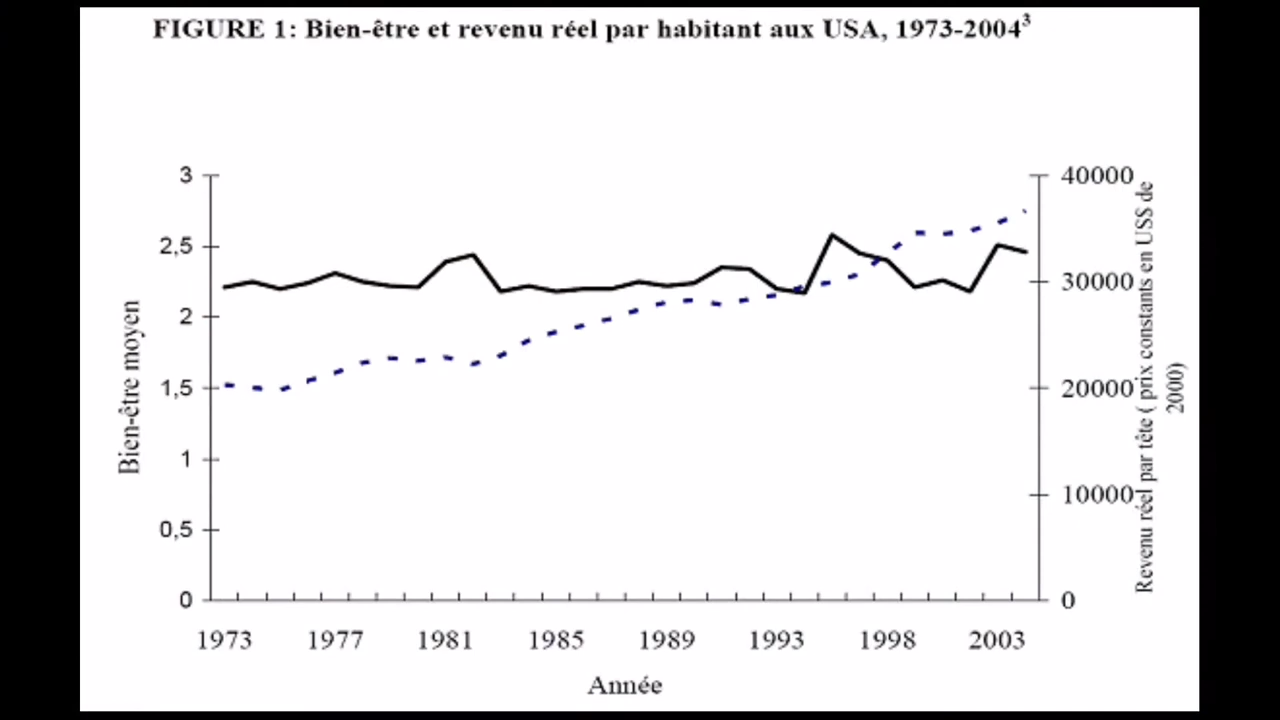 FIGURE 1: Bien-être et revenu réel par habitant aux USA, 1973-2004³
3
2,5
2
1,5
1
0,5
0
Bien-être moyen
40000
30000
20000
10000
0
Revenu réel par tête ( prix constants en US$ de
2000)
1973 1977 1981 1985 1989 1993 1998 2003
Année